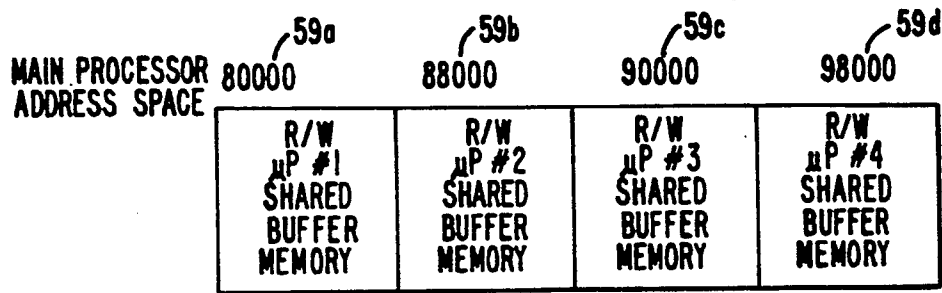 59a 59b 59c 59d
MAIN PROCESSOR 80000 88000 90000 98000
ADDRESS SPACE
R/W R/W R/W R/W
µP #1 µP #2 µP #3 µP #4
SHARED SHARED SHARED SHARED
BUFFER BUFFER BUFFER BUFFER
MEMORY MEMORY MEMORY MEMORY